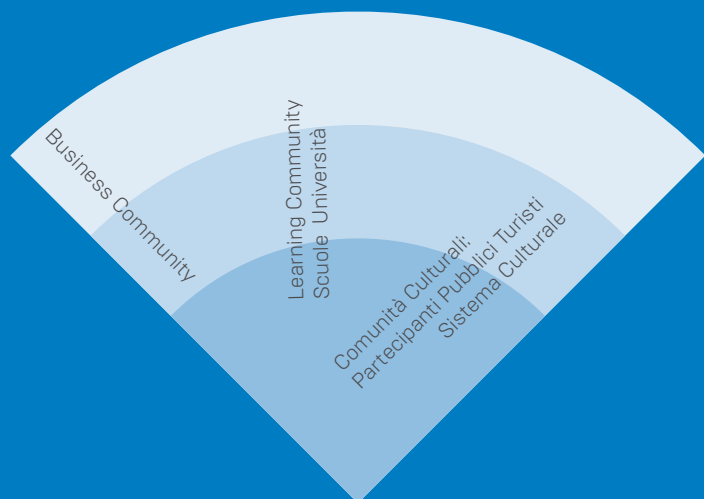 Business Community
Learning Community
Scuole Università
Comunità Culturali:
Partecipanti Pubblici Turisti
Sistema Culturale